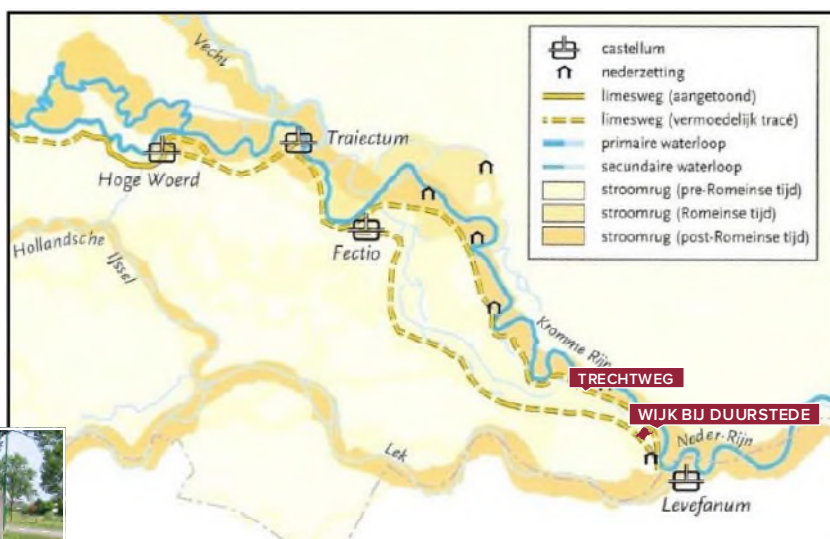 Vecht
Traiectum
Hoge Woerd
Hollandsche
IJssel
Fectio
Kromme Rijn
TRECHTWEG
WIJK BIJ DUURSTEDE
Neder-Rijn
Lek
Levefanum
castellum
nederzetting
limesweg (aangetoond)
limesweg (vermoedelijk tracé)
primaire waterloop
secundaire waterloop
stroomrug (pre-Romeinse tijd)
stroomrug (Romeinse tijd)
stroomrug (post-Romeinse tijd)